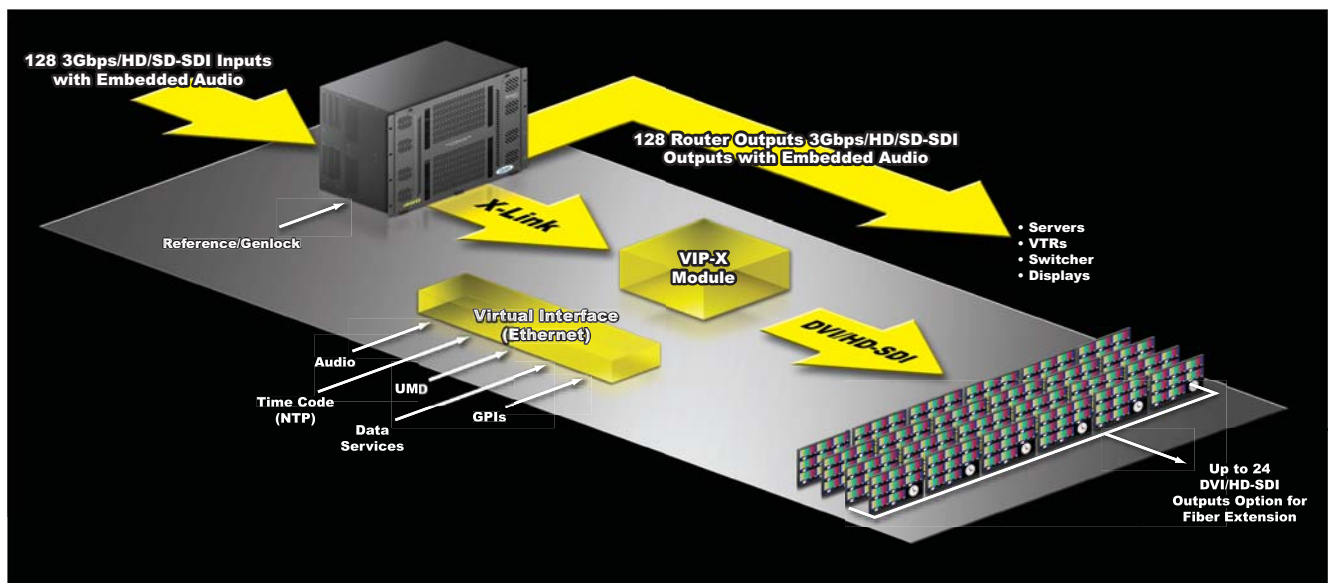 128 3Gbps/HD/SD-SDI Inputs
with Embedded Audio
128 Router Outputs 3Gbps/HD/SD-SDI
Outputs with Embedded Audio
Reference/Genlock
X-Link
• Servers
• VTRs
• Switcher
• Displays
VIP-X
Module
Virtual Interface
(Ethernet)
DVI/HD-SDI
Audio
Time Code
(NTP)
UMD
Data
Services
GPIs
Up to 24
DVI/HD-SDI
Outputs Option for
Fiber Extension